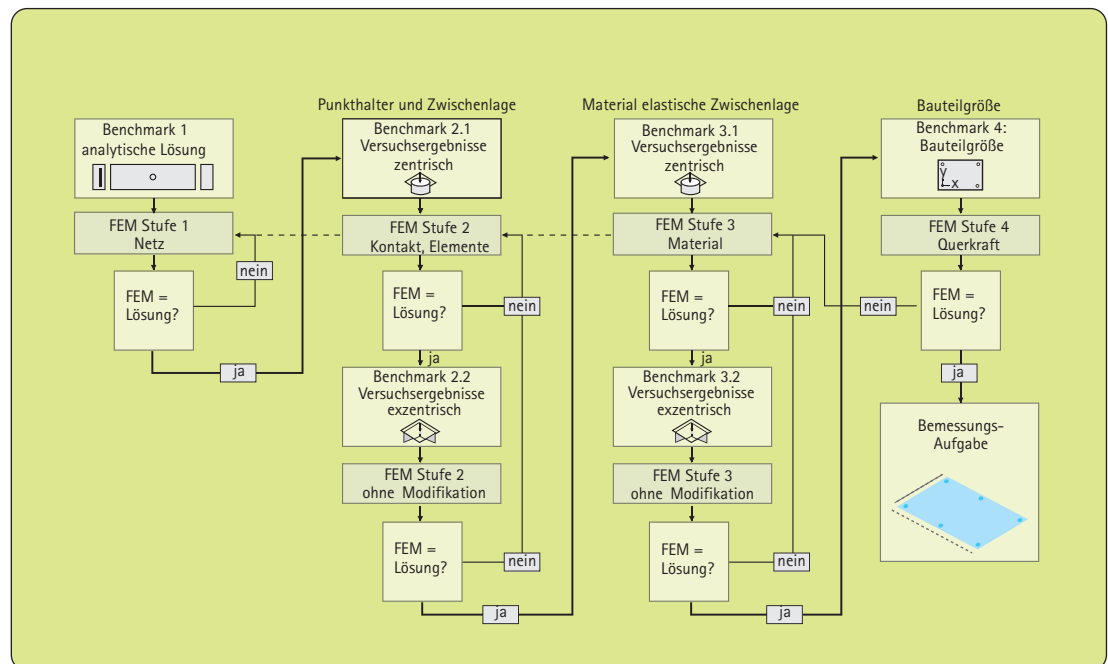 Benchmark 1
analytische Lösung
FEM Stufe 1
Netz
nein
FEM =
Lösung?
ja
Punkthalter und Zwischenlage
Benchmark 2.1
Versuchsergebnisse
zentrisch
FEM Stufe 2
Kontakt, Elemente
FEM =
Lösung?
nein
ja
Benchmark 2.2
Versuchsergebnisse
exzentrisch
FEM Stufe 2
ohne Modifikation
FEM =
Lösung?
nein
ja
Material elastische Zwischenlage
Benchmark 3.1
Versuchsergebnisse
zentrisch
FEM Stufe 3
Material
FEM =
Lösung?
nein
ja
Benchmark 3.2
Versuchsergebnisse
exzentrisch
FEM Stufe 3
ohne Modifikation
FEM =
Lösung?
nein
ja
Bauteilgröße
Benchmark 4:
Bauteilgröße
y
x
FEM Stufe 4
Querkraft
nein
FEM =
Lösung?
ja
Bemessungs-
Aufgabe